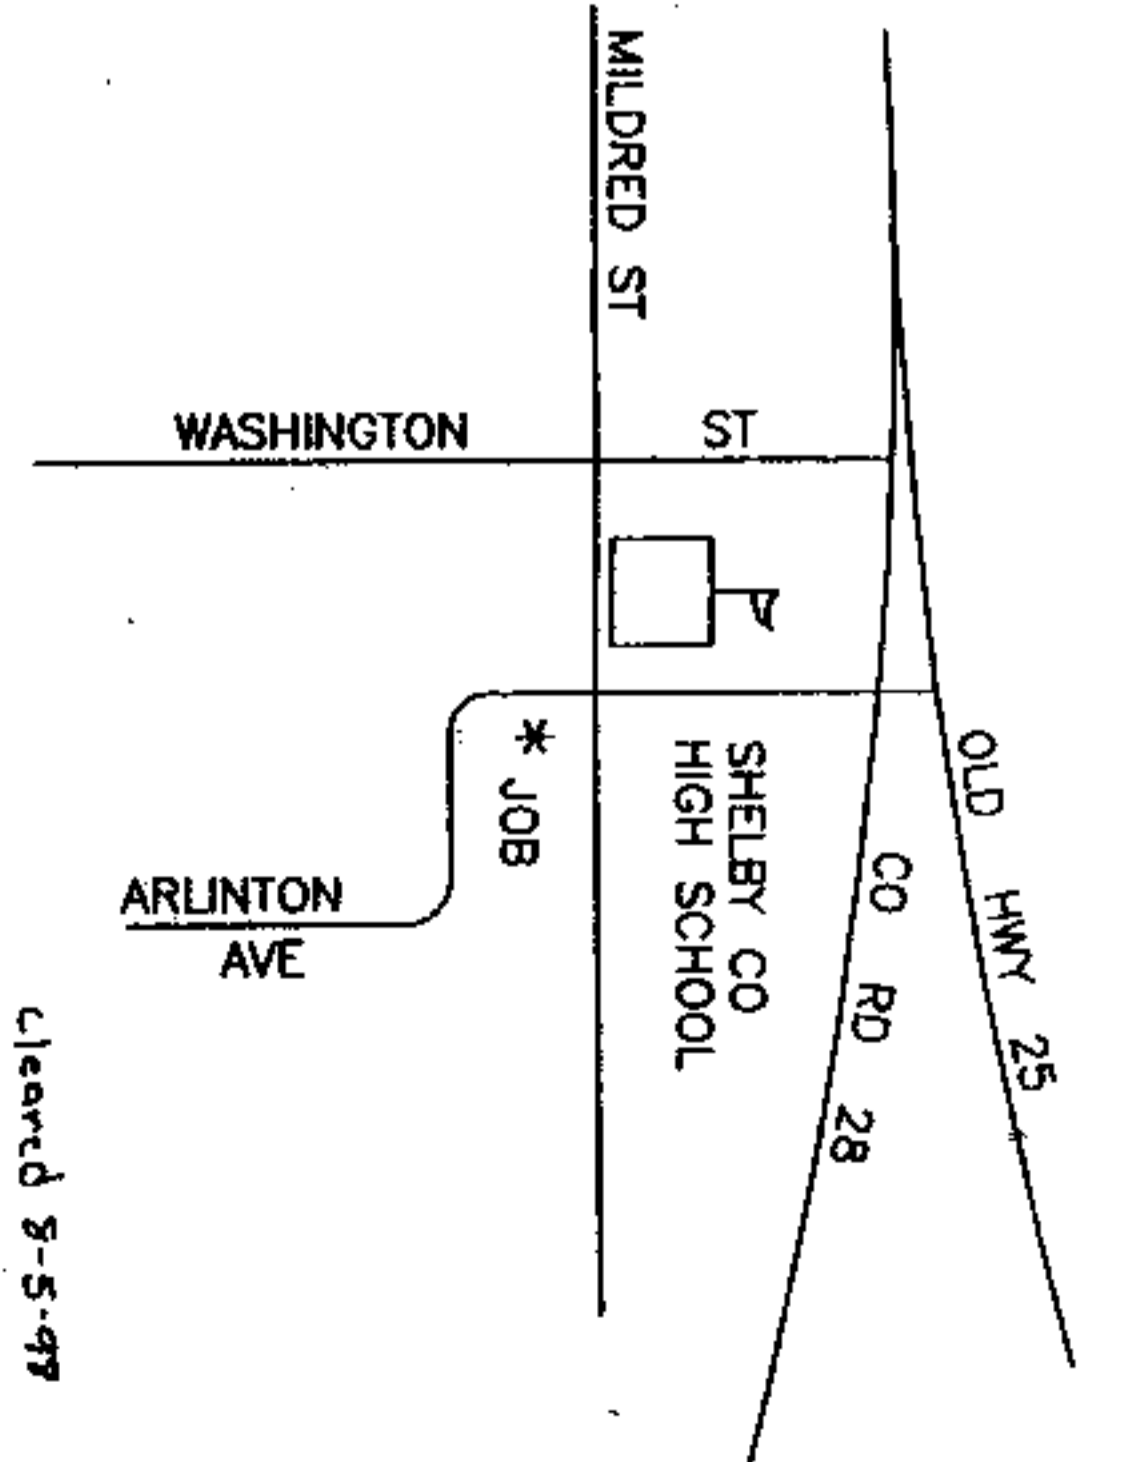 MILDRED ST
WASHINGTON ST
* JOB
SHELBY CO
HIGH SCHOOL
OLD HWY 25
CO RD 28
ARLINTON
AVE
Cleared 8-5-98